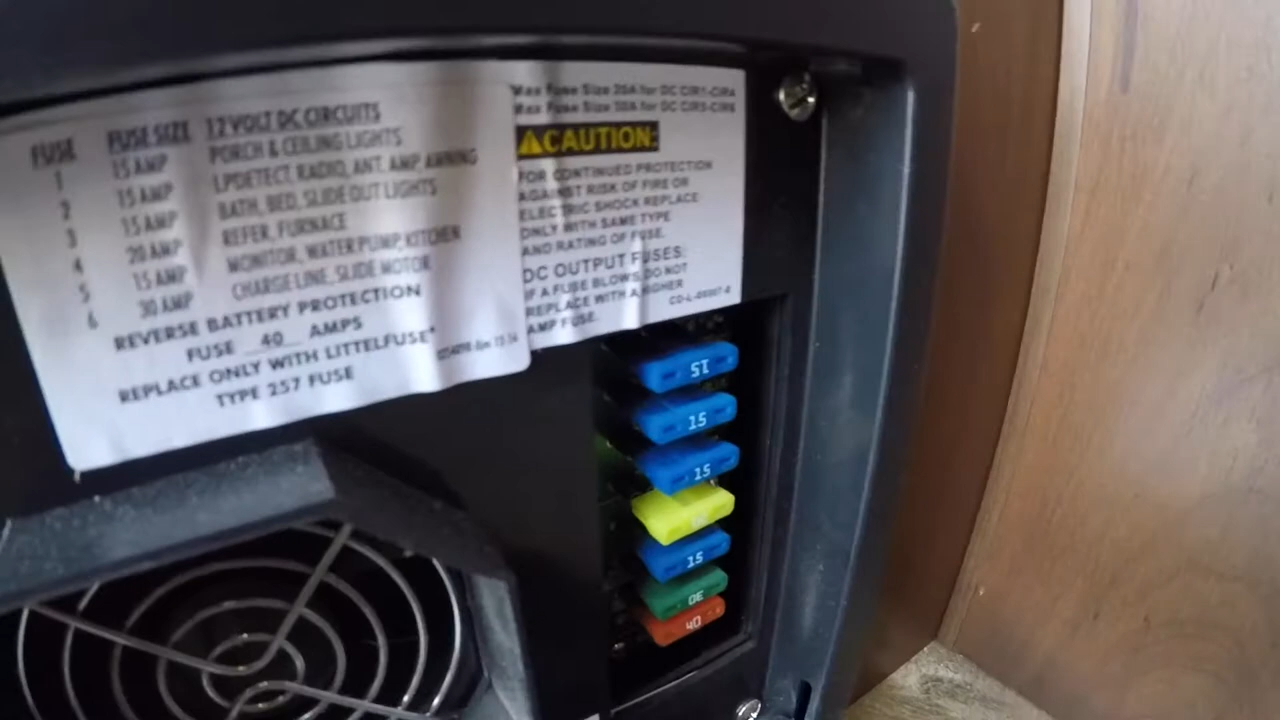 FUSE FUSE SIZE 12 VOLT DC CIRCUITS
1 15 AMP PORCH & CEILING LIGHTS
2 15 AMP LPDETECT, RADIO, ANT. AMP, AWNING
3 15 AMP BATH, BED, SLIDE OUT LIGHTS
4 20 AMP REFER, FURNACE
5 15 AMP MONITOR, WATER PUMP, KITCHEN
6 30 AMP CHARGE LINE, SLIDE MOTOR
REVERSE BATTERY PROTECTION
FUSE 40 AMPS
REPLACE ONLY WITH LITTELFUSE*
TYPE 257 FUSE
Max Fuse Size 20A for DC CIR1-CIR4
Max Fuse Size 30A for DC CIR5-CIR6
CAUTION:
FOR CONTINUED PROTECTION
AGAINST RISK OF FIRE OR
ELECTRIC SHOCK REPLACE
ONLY WITH SAME TYPE
AND RATING OF FUSE.
DC OUTPUT FUSES:
IF A FUSE BLOWS, DO NOT
REPLACE WITH A HIGHER
AMP FUSE.
15
15
15
15
30
40